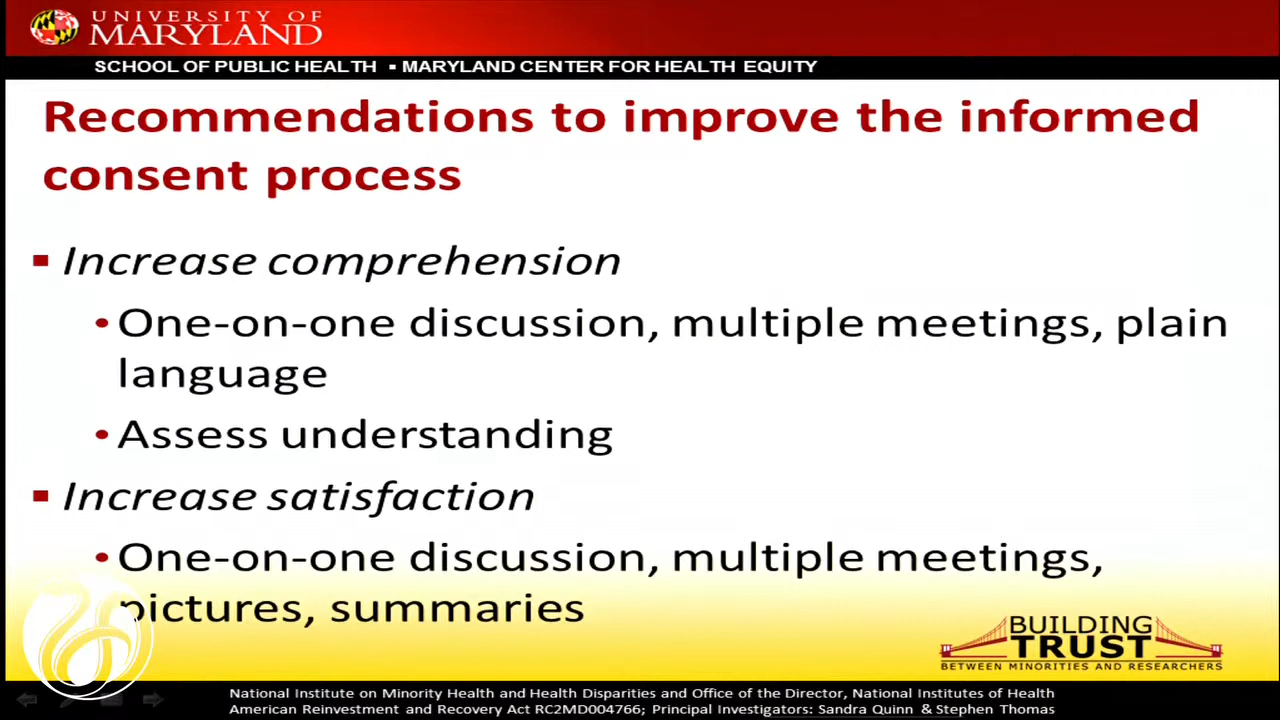 UNIVERSITY OF
MARYLAND
SCHOOL OF PUBLIC HEALTH ▪ MARYLAND CENTER FOR HEALTH EQUITY
Recommendations to improve the informed
consent process
▪ Increase comprehension
• One-on-one discussion, multiple meetings, plain
language
• Assess understanding
▪ Increase satisfaction
• One-on-one discussion, multiple meetings,
pictures, summaries
BUILDING
TRUST
BETWEEN MINORITIES AND RESEARCHERS
National Institute on Minority Health and Health Disparities and Office of the Director, National Institutes of Health
American Reinvestment and Recovery Act RC2MD004766; Principal Investigators: Sandra Quinn & Stephen Thomas